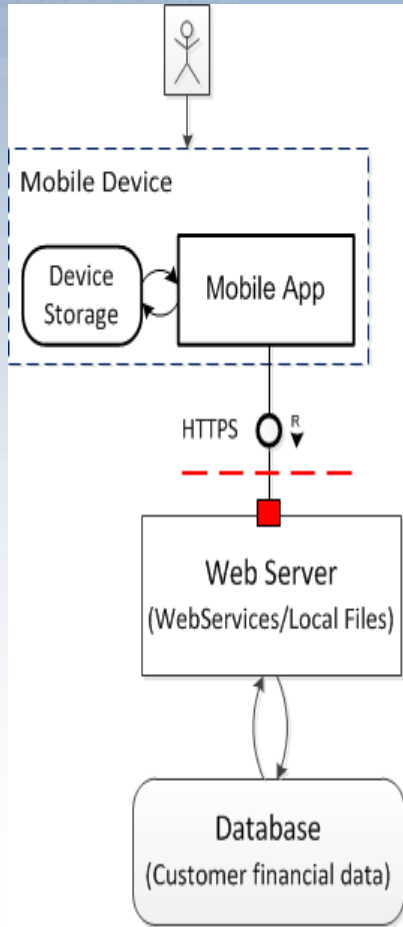 Mobile Device
Device
Storage
Mobile App
HTTPS
R
Web Server
(WebServices/Local Files)
Database
(Customer financial data)